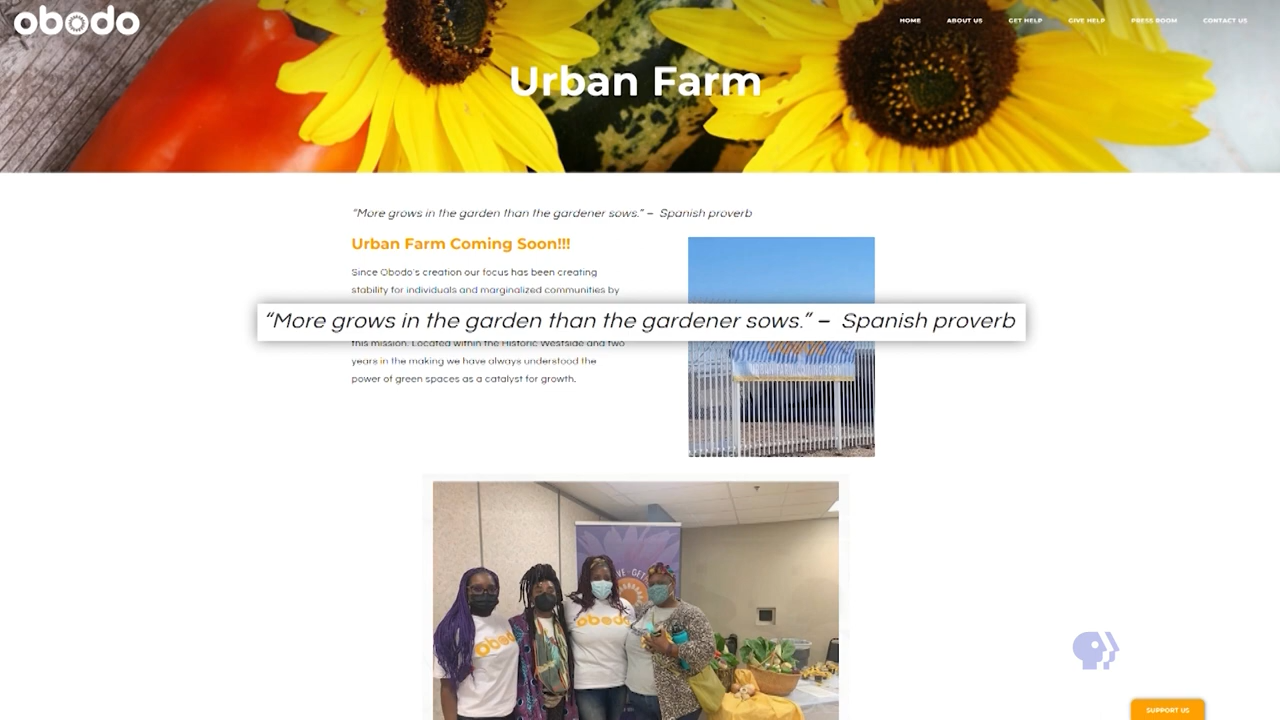 obodo
HOME ABOUT US GET HELP GIVE HELP PRESS ROOM CONTACT US
Urban Farm
“More grows in the garden than the gardener sows.” – Spanish proverb
Urban Farm Coming Soon!!!
Since Obodo's creation our focus has been creating
stability for individuals and marginalized communities by
“More grows in the garden than the gardener sows.” – Spanish proverb
this mission. Located within the Historic Westside and two
years in the making we have always understood the
power of green spaces as a catalyst for growth.
obodo
obodo
SUPPORT US